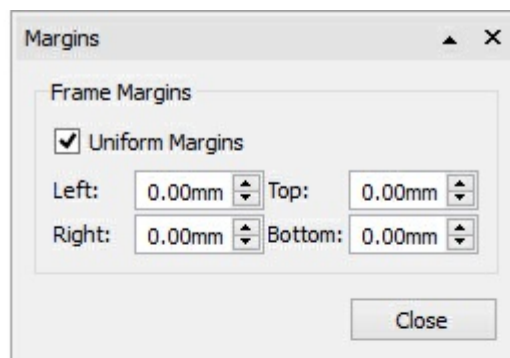 Margins
Frame Margins
Uniform Margins
Left: 0.00mm Top: 0.00mm
Right: 0.00mm Bottom: 0.00mm
Close